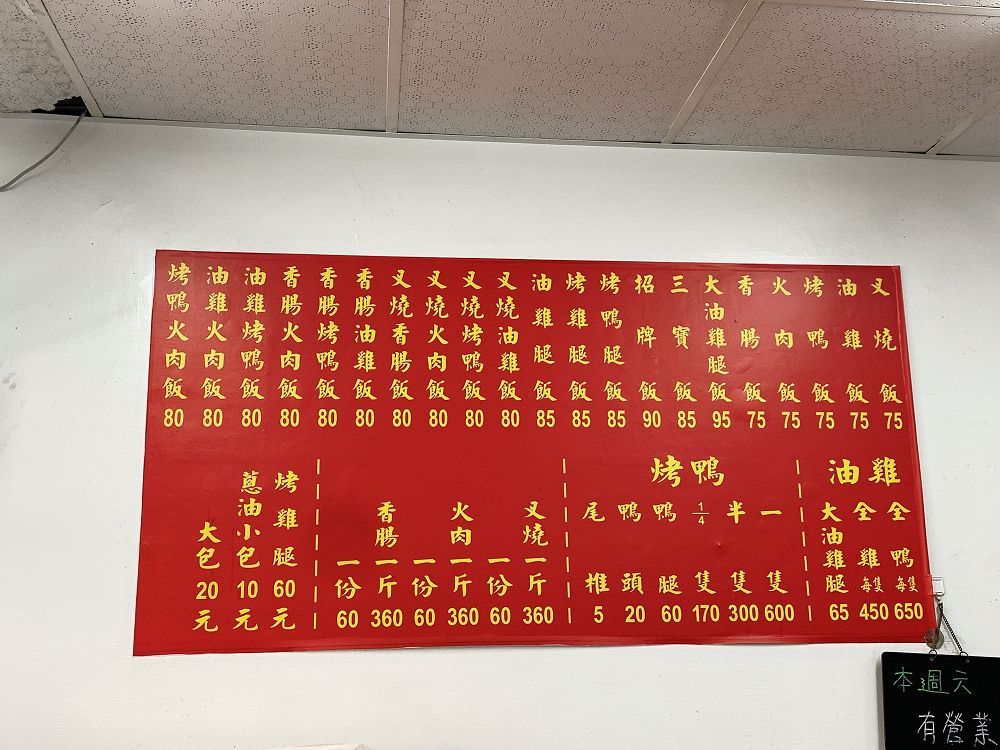 叉燒飯75
油雞飯75
烤鴨飯75
火肉飯75
香腸飯75
大油雞腿飯95
三寶飯85
招牌飯90
烤鴨腿飯85
烤雞腿飯85
油雞腿飯85
叉燒油雞飯80
叉燒烤鴨飯80
叉燒火肉飯80
叉燒香腸飯80
香腸油雞飯80
香腸烤鴨飯80
香腸火肉飯80
油雞烤鴨飯80
油雞火肉飯80
烤鴨火肉飯80
油雞
全鴨每隻650
全雞每隻450
大油雞腿65
烤鴨
一隻600
半隻300
1/4隻170
鴨腿60
鴨頭20
尾椎5
叉燒一斤360
一份60
火肉一斤360
一份60
香腸一斤360
一份60
烤雞腿60元
蔥油小包10元
大包20元
本週六
有營業